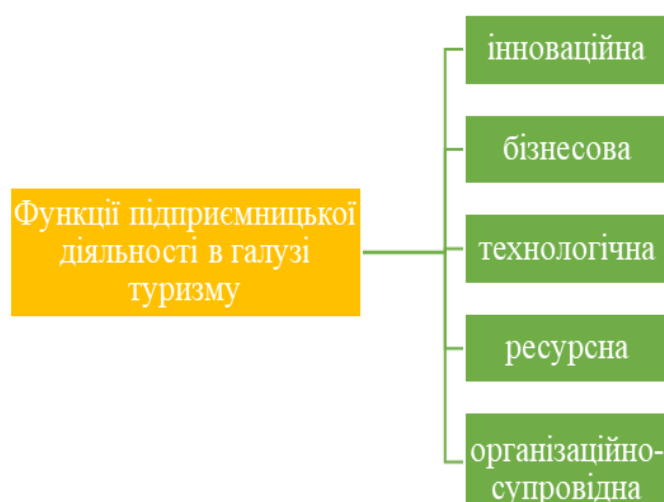 Функції підприємницької
діяльності в галузі
туризму
інноваційна
бізнесова
технологічна
ресурсна
організаційно-
супровідна